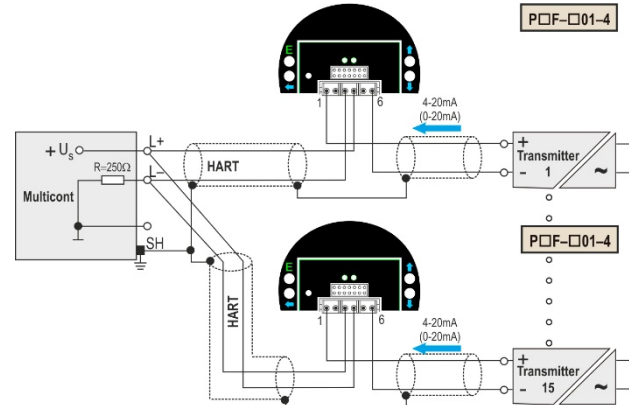 P□F–□01–4
E
1 6
4-20mA
(0-20mA)
+ Us
L+
R=250Ω
L–
HART
Multicont
SH
+
Transmitter
1
-
~
P□F–□01–4
E
1 6
HART
4-20mA
(0-20mA)
+
Transmitter
15
-
~